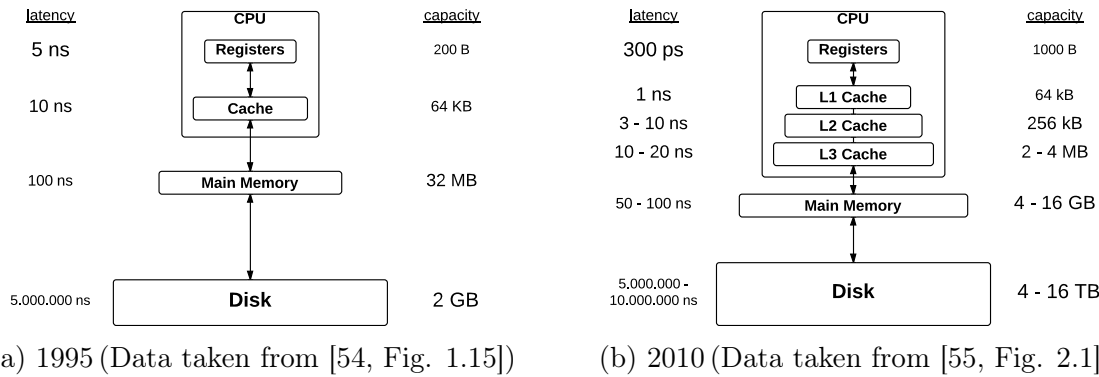 latency
CPU
capacity
5 ns
Registers
200 B
10 ns
Cache
64 KB
100 ns
Main Memory
32 MB
5.000.000 ns
Disk
2 GB
a) 1995 (Data taken from [54, Fig. 1.15])
latency
CPU
capacity
300 ps
Registers
1000 B
1 ns
L1 Cache
64 kB
3 - 10 ns
L2 Cache
256 kB
10 - 20 ns
L3 Cache
2 - 4 MB
50 - 100 ns
Main Memory
4 - 16 GB
5.000.000 -
10.000.000 ns
Disk
4 - 16 TB
(b) 2010 (Data taken from [55, Fig. 2.1]